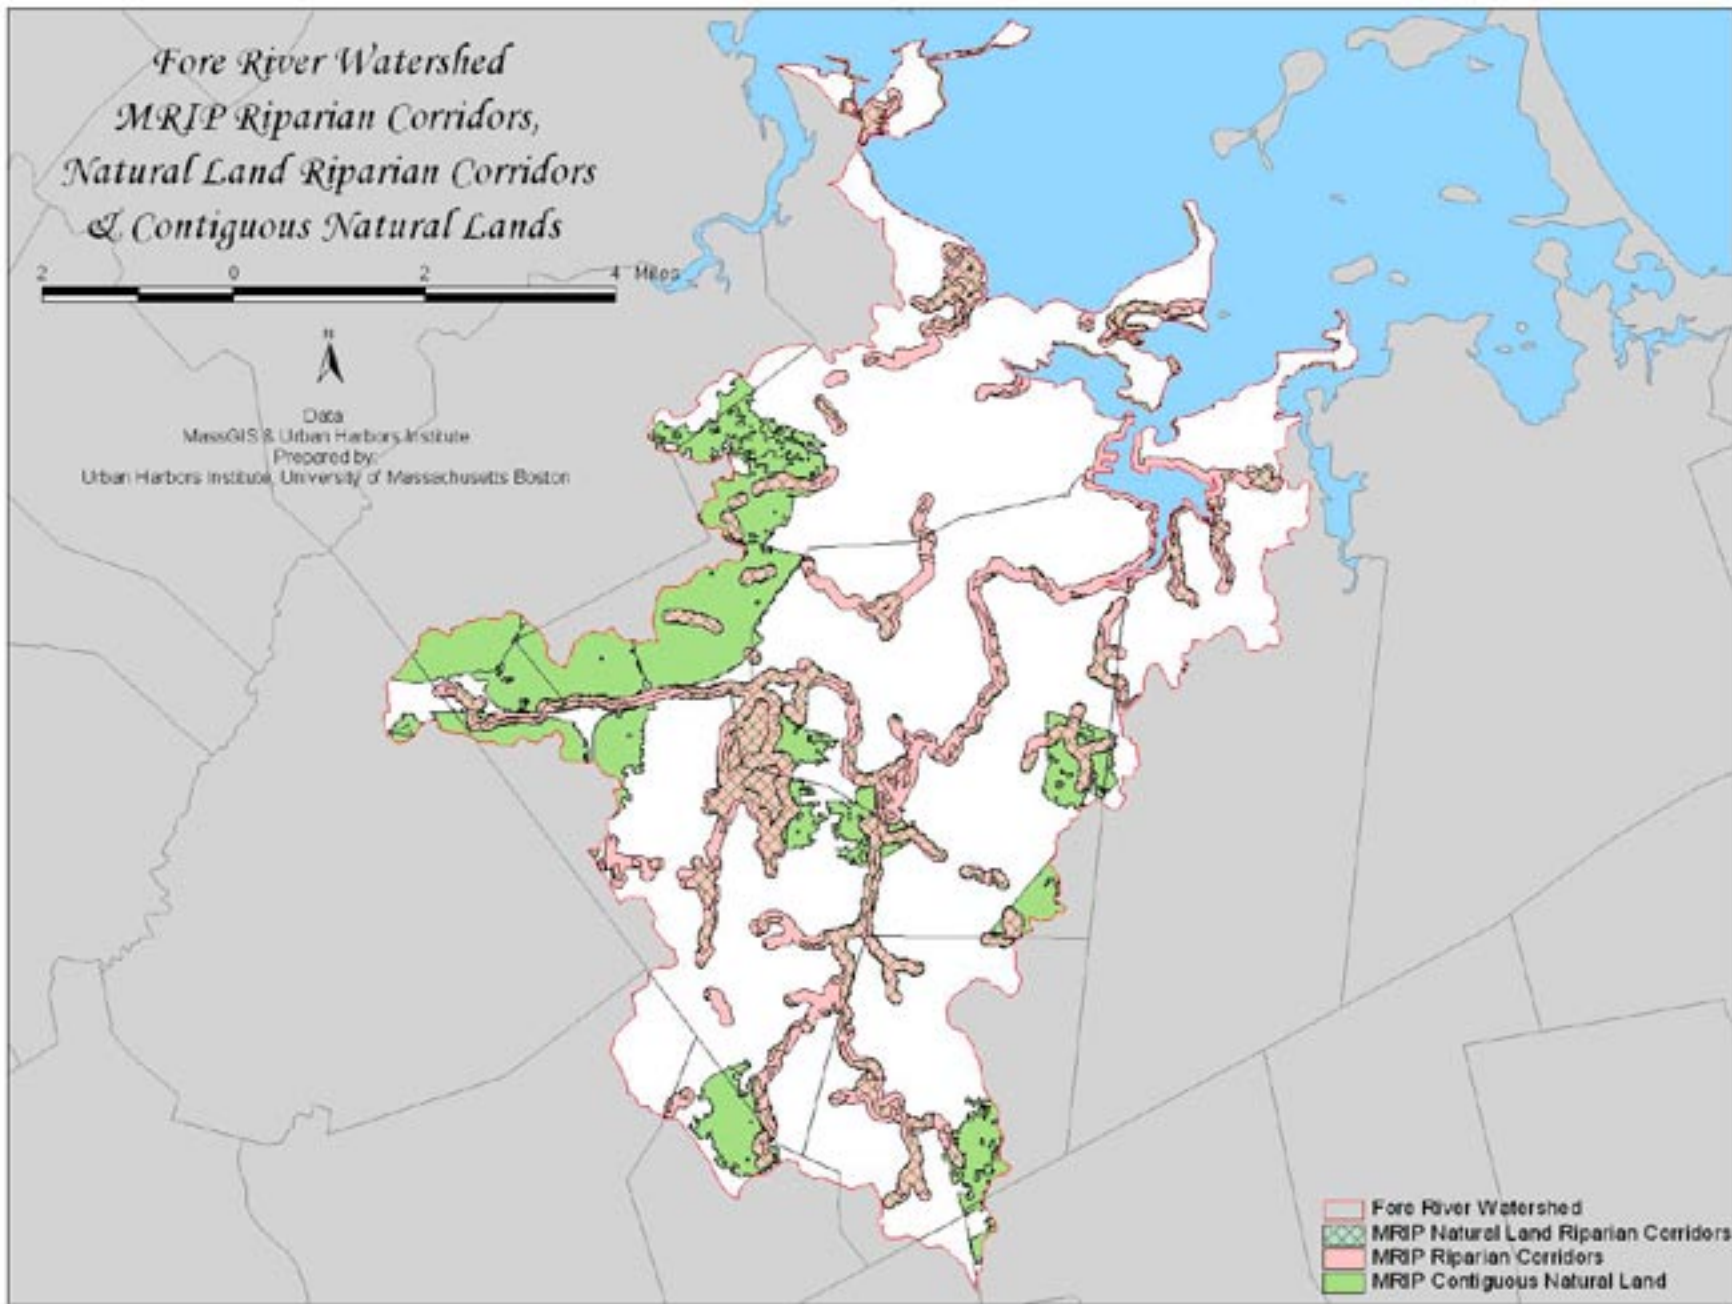 Fore River Watershed
MRIP Riparian Corridors,
Natural Land Riparian Corridors
& Contiguous Natural Lands
2 0 2 4 Miles
N
Data
MassGIS & Urban Harbors Institute
Prepared by:
Urban Harbors Institute, University of Massachusetts Boston
Fore River Watershed
MRIP Natural Land Riparian Corridors
MRIP Riparian Corridors
MRIP Contiguous Natural Land